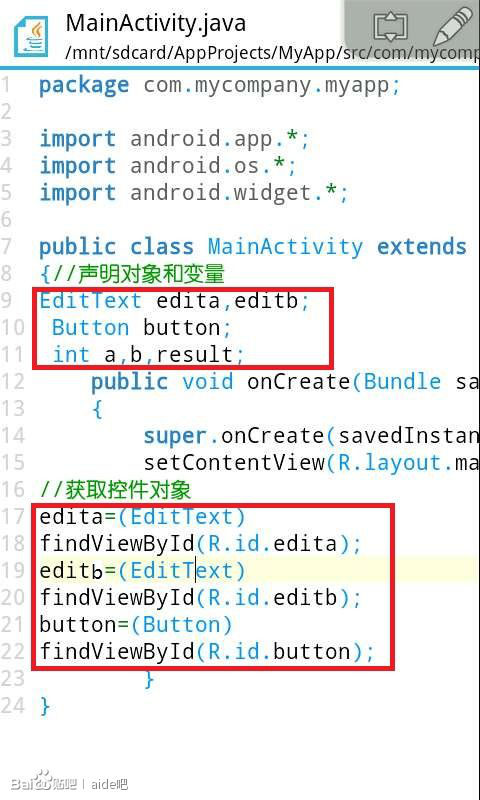 MainActivity.java
/mnt/sdcard/AppProjects/MyApp/src/com/mycomp
1 package com.mycompany.myapp;
2
3 import android.app.*;
4 import android.os.*;
5 import android.widget.*;
6
7 public class MainActivity extends
8 {//声明对象和变量
9 EditText edita,editb;
10 Button button;
11 int a,b,result;
12 public void onCreate(Bundle sa
13 {
14 super.onCreate(savedInstan
15 setContentView(R.layout.ma
16 //获取控件对象
17 edita=(EditText)
18 findViewById(R.id.edita);
19 editb=(EditText)
20 findViewById(R.id.editb);
21 button=(Button)
22 findViewById(R.id.button);
23 }
24 }
Bai贴吧 | aide吧